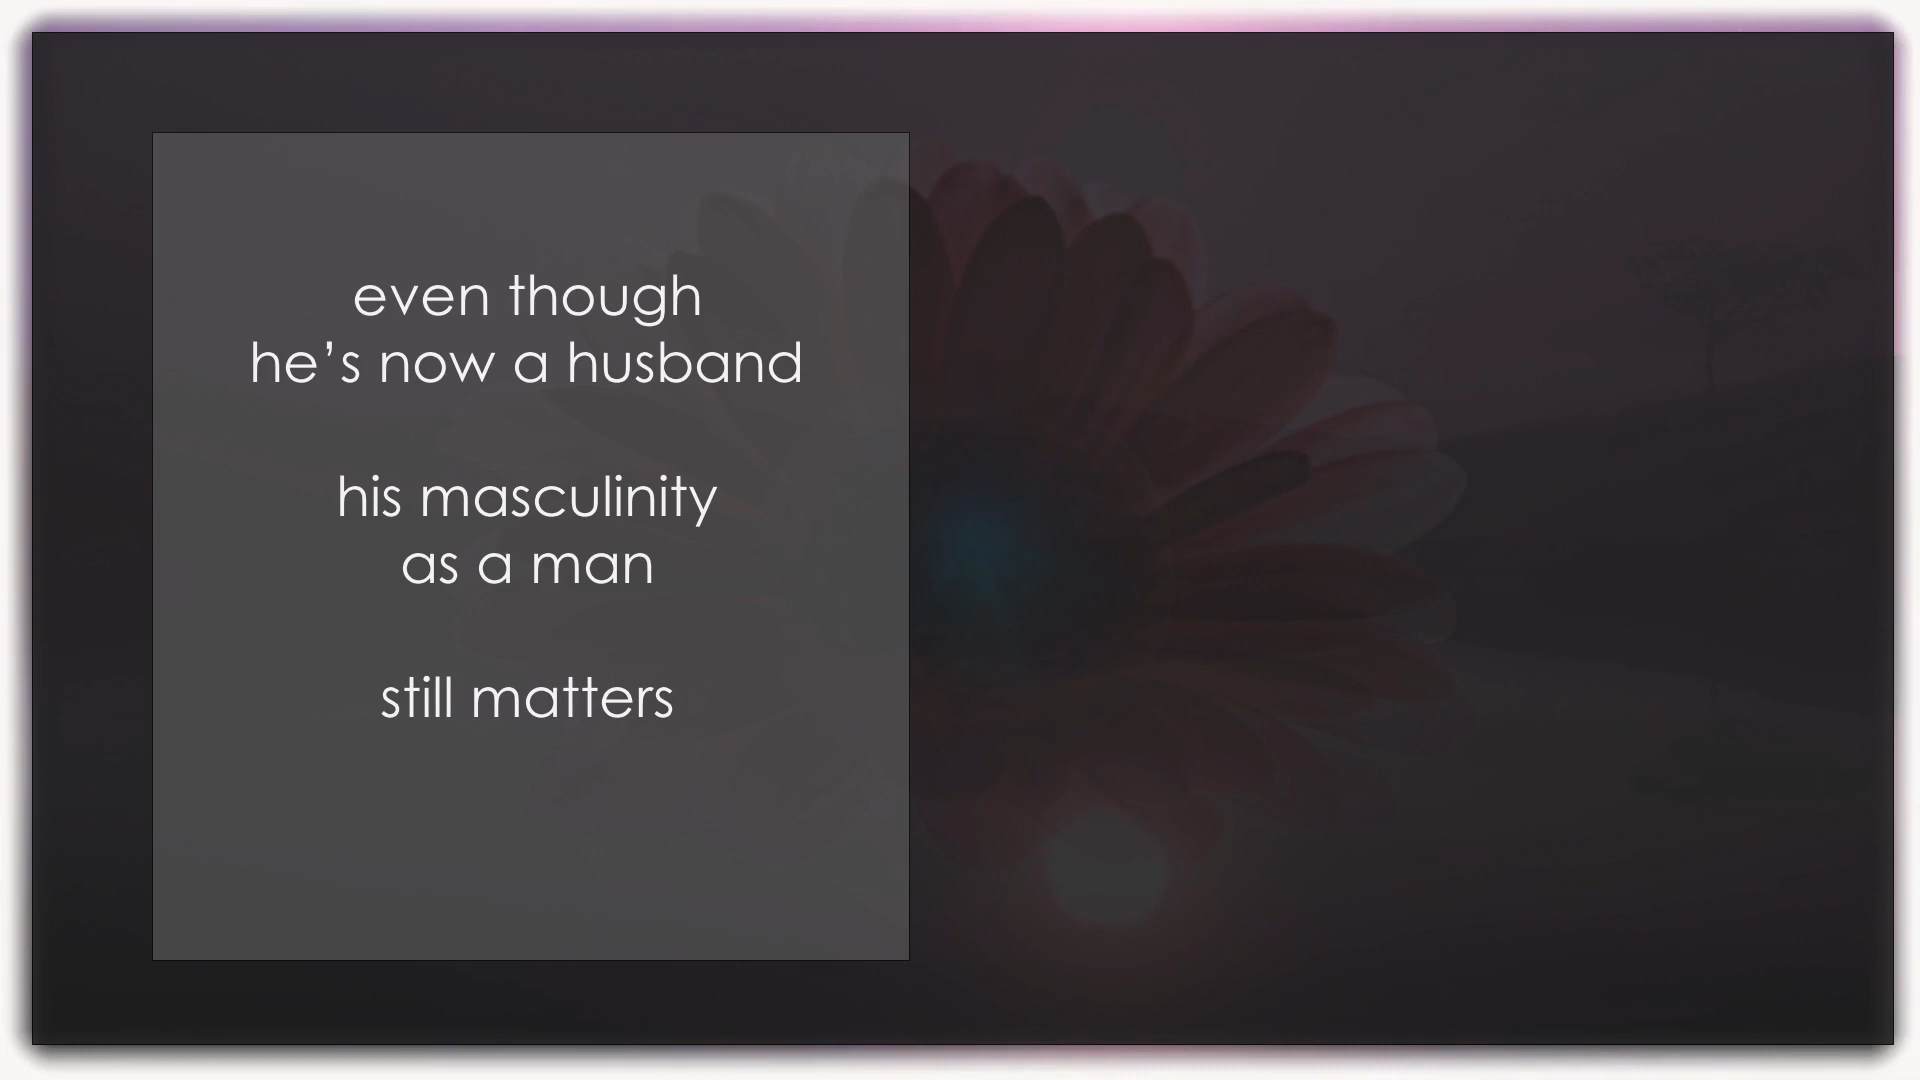 even though
he’s now a husband
his masculinity
as a man
still matters